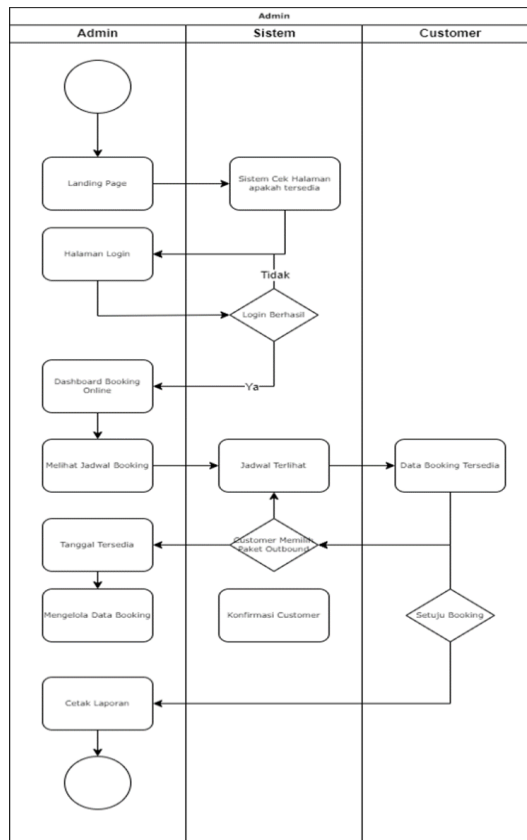 Admin
Admin
Sistem
Customer
Landing Page
Sistem Cek Halaman
apakah tersedia
Halaman Login
Tidak
Login Berhasil
Dashboard Booking
Online
Ya
Melihat Jadwal Booking
Jadwal Terlihat
Data Booking Tersedia
Tanggal Tersedia
Customer Memilih
Paket Outbound
Mengelola Data Booking
Konfirmasi Customer
Setuju Booking
Cetak Laporan